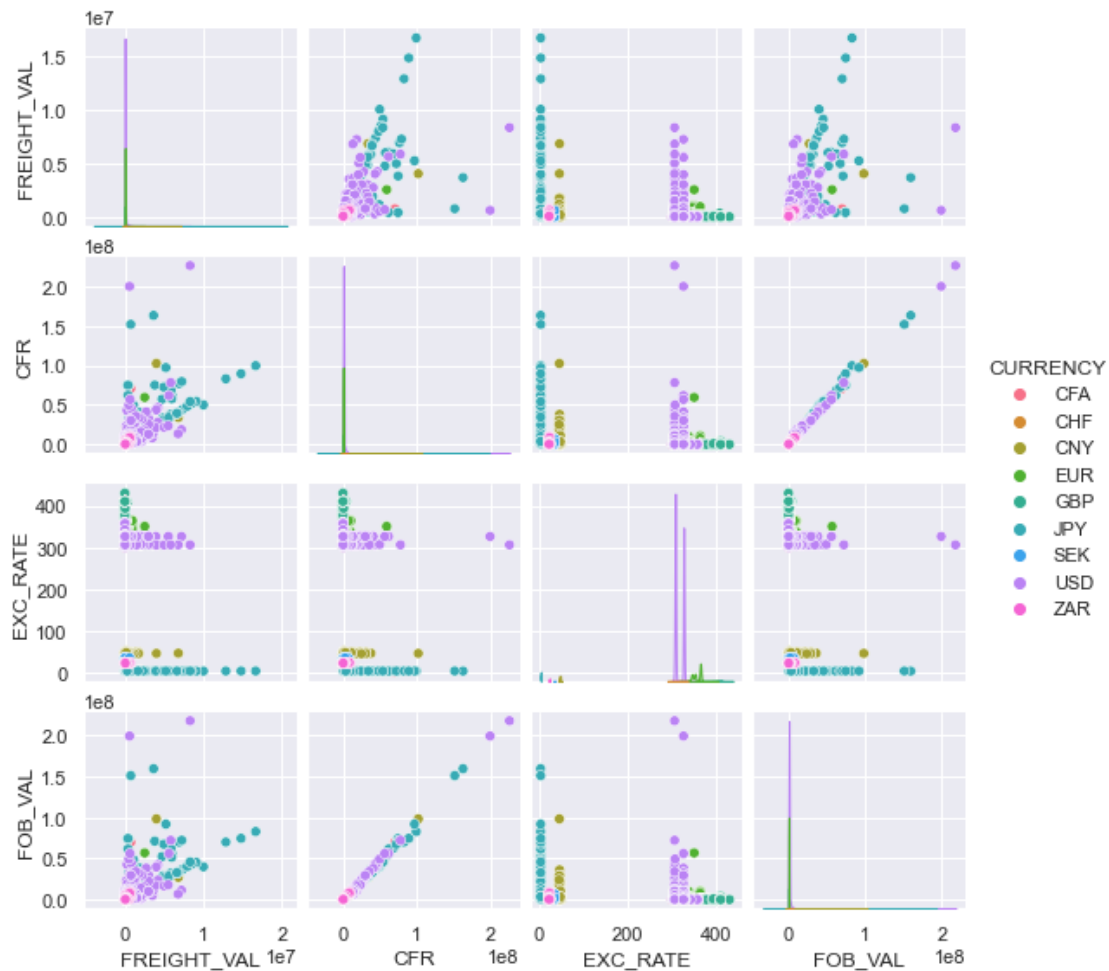 1e7
1.5
1.0
0.5
0.0
FREIGHT_VAL
1e8
2.0
1.5
1.0
0.5
0.0
CFR
400
300
200
100
0
EXC_RATE
1e8
2.0
1.5
1.0
0.5
0.0
FOB_VAL
0 1 2
1e7
FREIGHT_VAL
0 1 2
1e8
CFR
0 200 400
EXC_RATE
0 1 2
1e8
FOB_VAL
CURRENCY
CFA
CHF
CNY
EUR
GBP
JPY
SEK
USD
ZAR